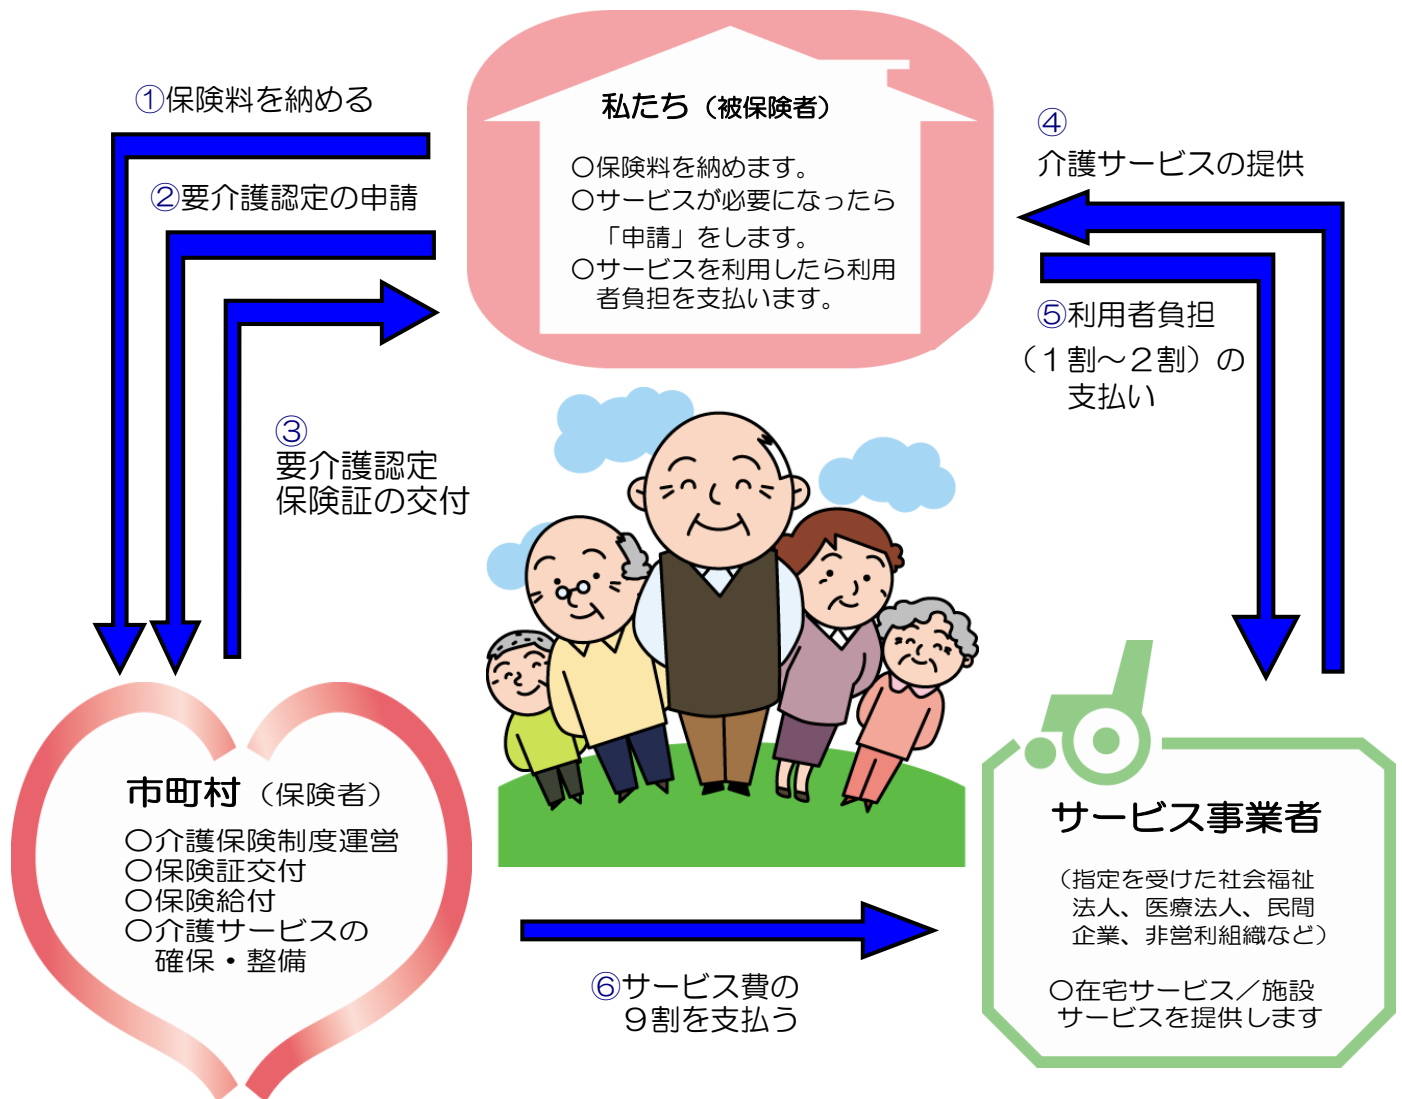 私たち（被保険者）
〇保険料を納めます。
〇サービスが必要になったら
「申請」をします。
〇サービスを利用したら利用
者負担を支払います。
①保険料を納める
②要介護認定の申請
③
要介護認定
保険証の交付
④
介護サービスの提供
⑤利用者負担
（１割～２割）の
支払い
市町村（保険者）
〇介護保険制度運営
〇保険証交付
〇保険給付
〇介護サービスの
確保・整備
⑥サービス費の
９割を支払う
サービス事業者
（指定を受けた社会福祉
法人、医療法人、民間
企業、非営利組織など）
〇在宅サービス／施設
サービスを提供します